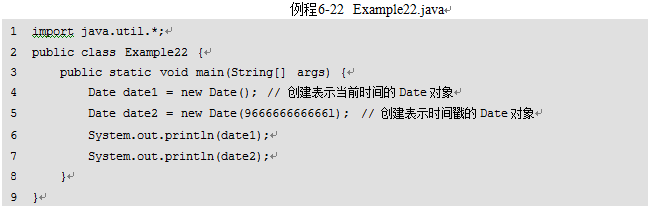 例程6-22 Example22.java↵
1 import java.util.*;↵
2 public class Example22 {↵
3 public static void main(String[] args) {↵
4 Date date1 = new Date(); // 创建表示当前时间的 Date 对象↵
5 Date date2 = new Date(966666666666l); // 创建表示时间戳的 Date 对象↵
6 System.out.println(date1);↵
7 System.out.println(date2);↵
8 }↵
9 }↵